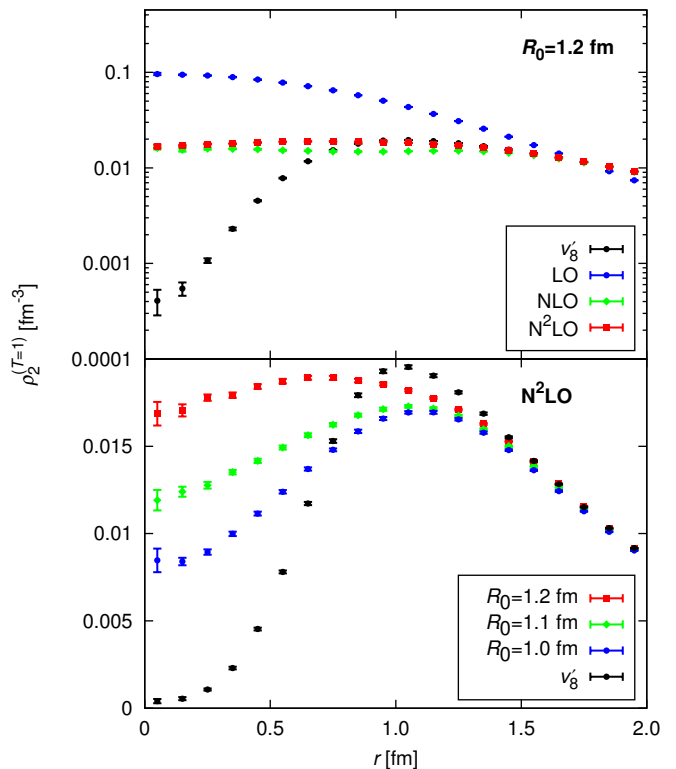 R₀=1.2 fm
0.1
0.01
0.001
0.0001
v′₈
LO
NLO
N²LO
ρ₂⁽ᵀ⁼¹⁾ [fm⁻³]
N²LO
0.015
0.01
0.005
0
R₀=1.2 fm
R₀=1.1 fm
R₀=1.0 fm
v′₈
0 0.5 1.0 1.5 2.0
r [fm]